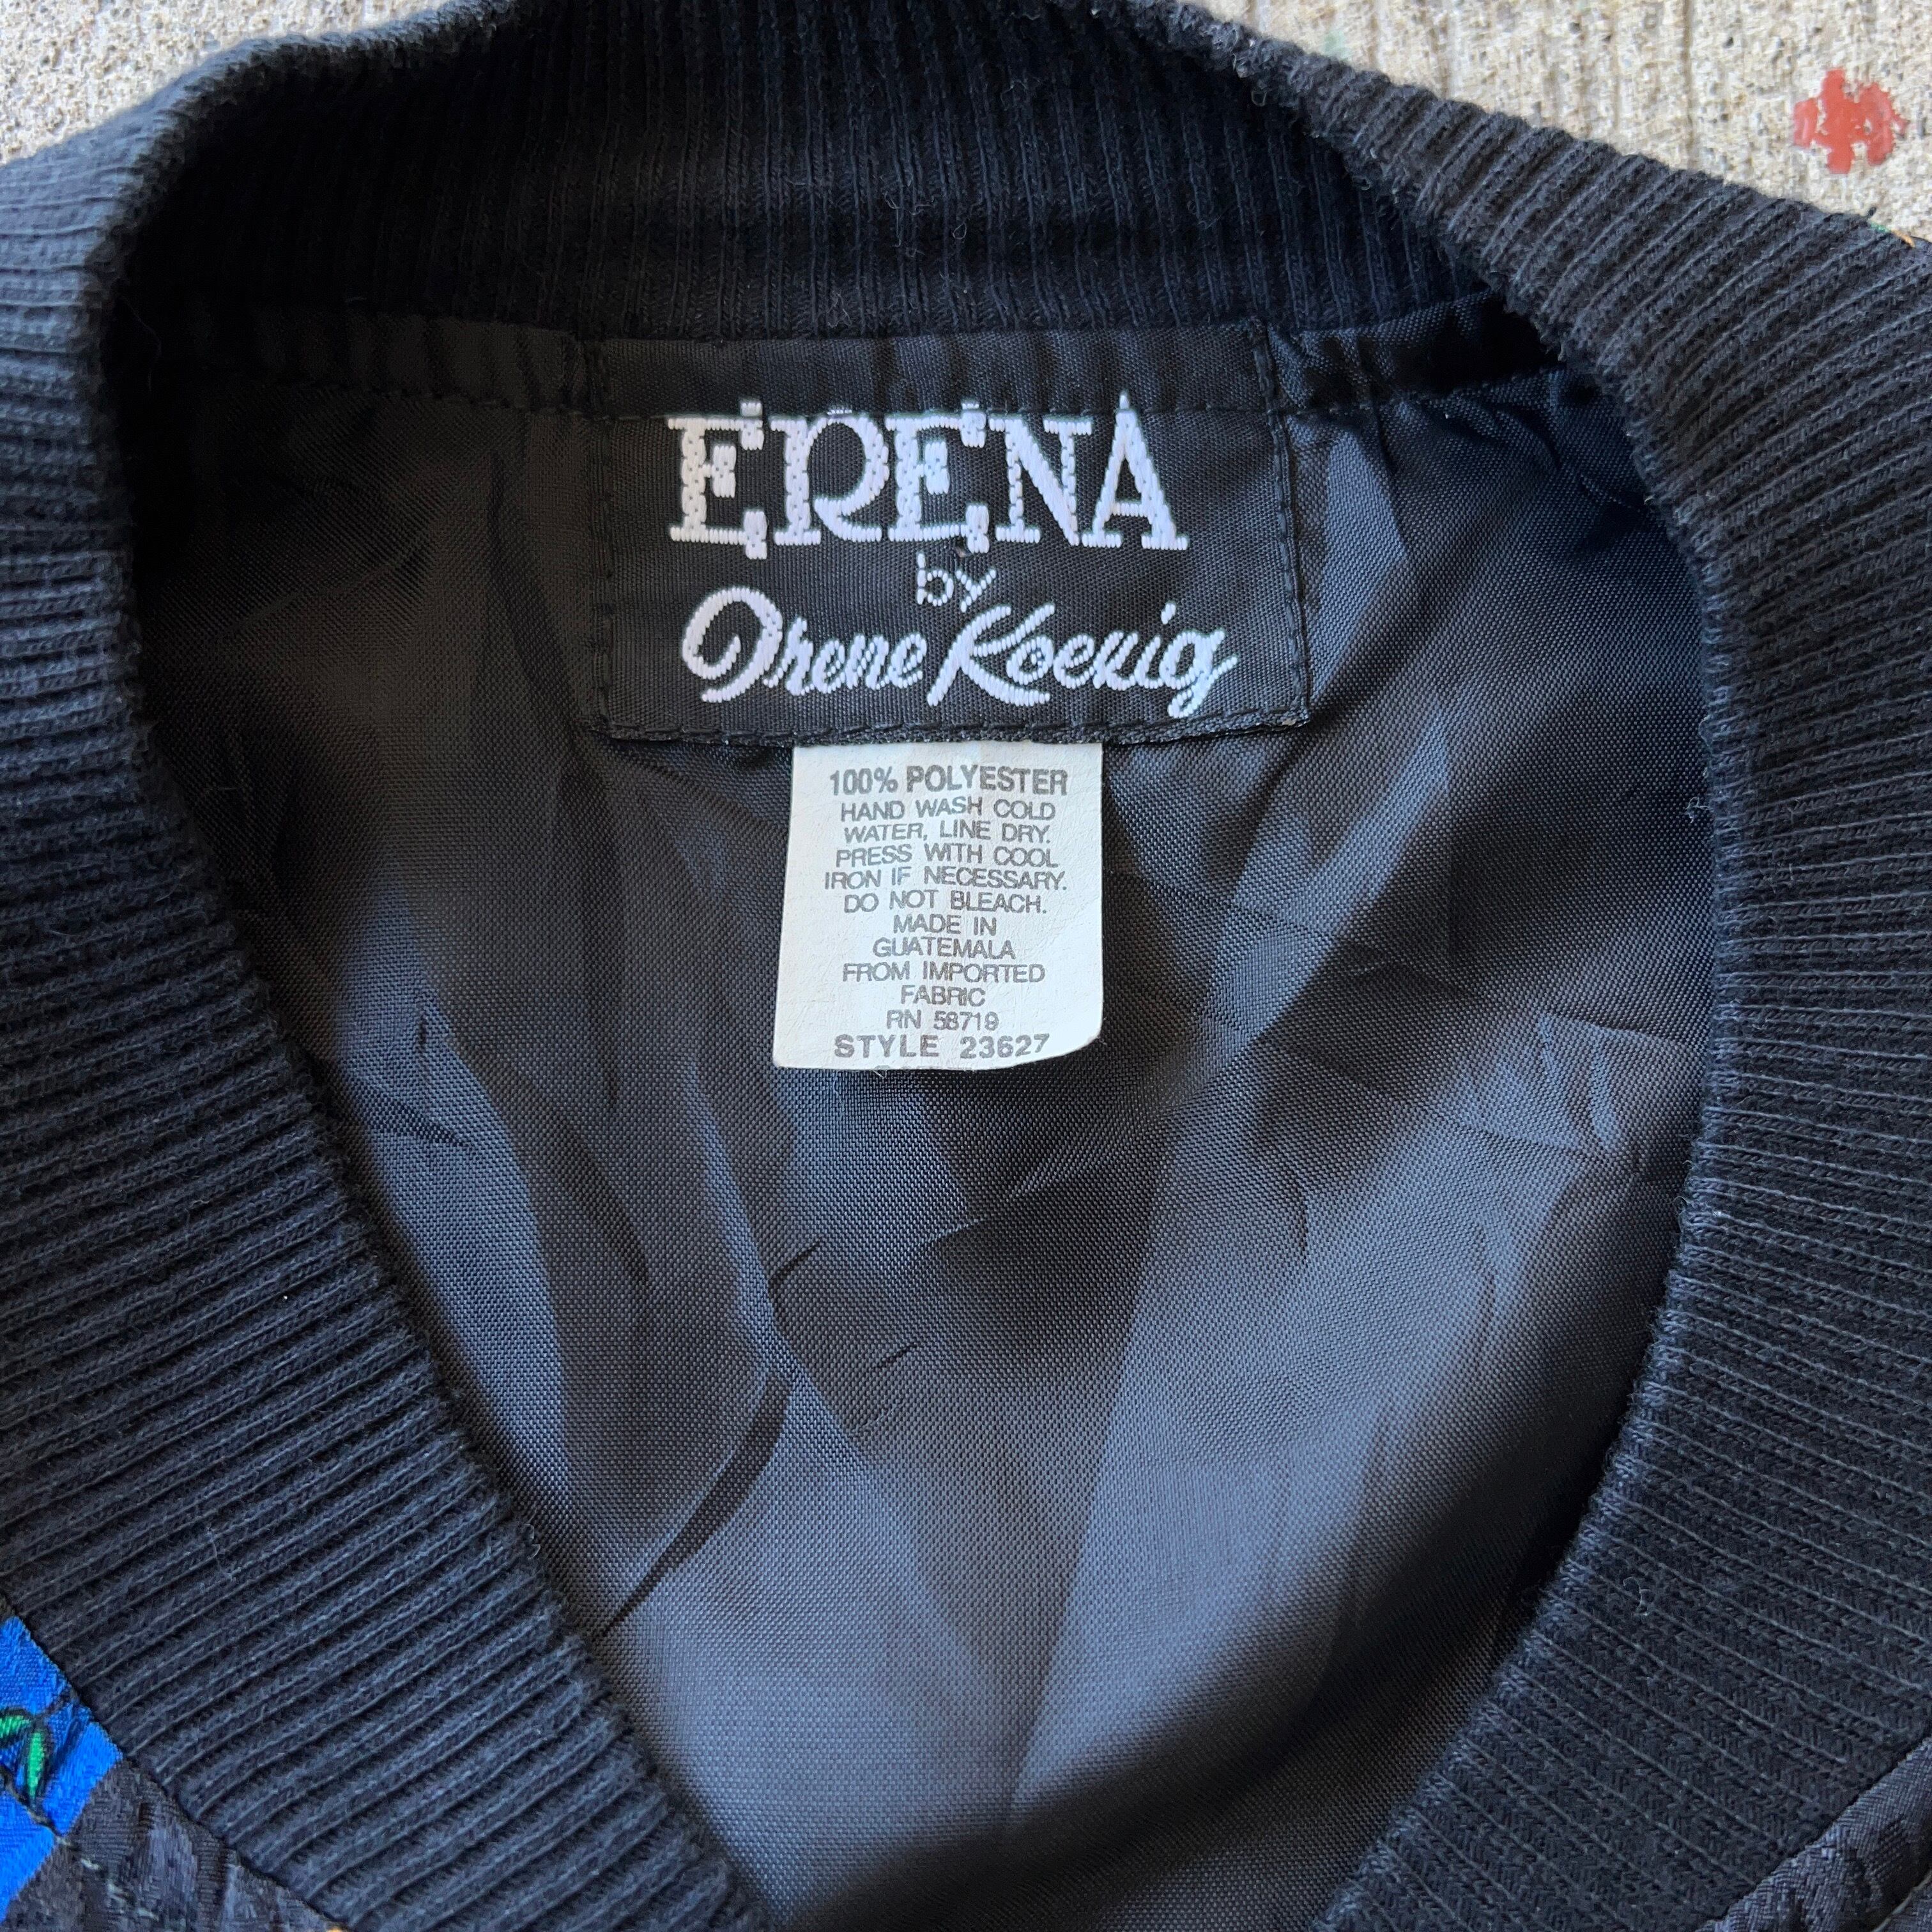 ERENA
by
Irene Koenig
100% POLYESTER
HAND WASH COLD
WATER, LINE DRY.
PRESS WITH COOL
IRON IF NECESSARY.
DO NOT BLEACH.
MADE IN
GUATEMALA
FROM IMPORTED
FABRIC
RN 58719
STYLE 23627